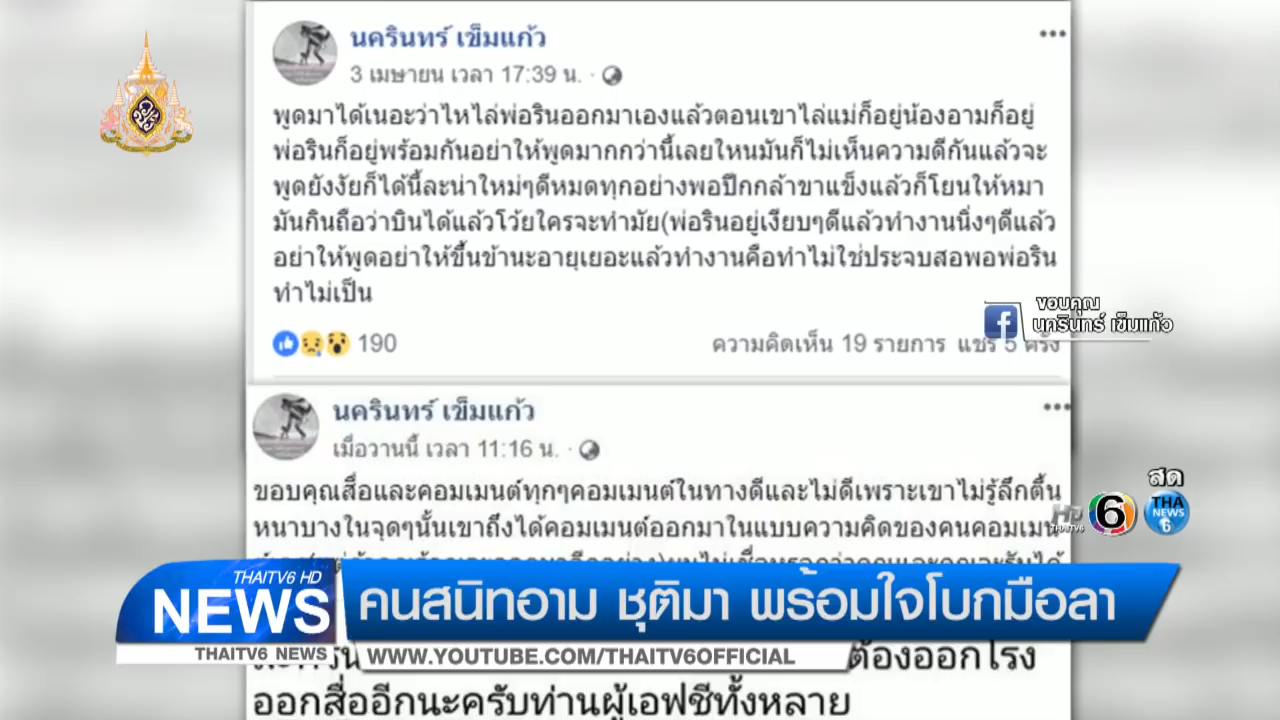 นครินทร์ เข็มแก้ว
3 เมษายน เวลา 17:39 น. ·
พูดมาได้เนอะว่าไหไล่พ่อรินออกมาเองแล้วตอนเขาไล่แม่ก็อยู่น้องอามก็อยู่
พ่อรินก็อยู่พร้อมกันอย่าให้พูดมากกว่านี้เลยใหนมันก็ไม่เห็นความดีกันแล้วจะ
พูดยังงัยก็ได้นี้ละน่าใหม่ๆดีหมดทุกอย่างพอปีกกล้าขาแข็งแล้วก็โยนให้หมา
มันกินถือว่าบินได้แล้วโว้ยใครจะทำมัย(พ่อรินอยู่เงียบๆดีแล้วทำงานนิ่งๆดีแล้ว
อย่าให้พูดอย่าให้ขึ้นข้านะอายุเยอะแล้วทำงานคือทำไม่ใช่ประจบสอพอพ่อริน
ทำไม่เป็น
190
ความคิดเห็น 19 รายการ แชร์ 5 ครั้ง
ขอบคุณ
นครินทร์ เข็มแก้ว
นครินทร์ เข็มแก้ว
เมื่อวานนี้ เวลา 11:16 น. ·
ขอบคุณสื่อและคอมเมนต์ทุกๆคอมเมนต์ในทางดีและไม่ดีเพราะเขาไม่รู้ลึกตื้น
หนาบางในจุดๆนั้นเขาถึงได้คอมเมนต์ออกมาในแบบความคิดของคนคอมเมน
สด
HD
THAITV6
6
THAI
NEWS
6
THAITV6 HD
NEWS
THAITV6 NEWS
คนสนิทอาม ชุติมา พร้อมใจโบกมือลา
WWW.YOUTUBE.COM/THAITV6OFFICIAL
ต้องออกโรง
ออกสื่ออีกนะครับท่านผู้เอฟซีทั้งหลาย